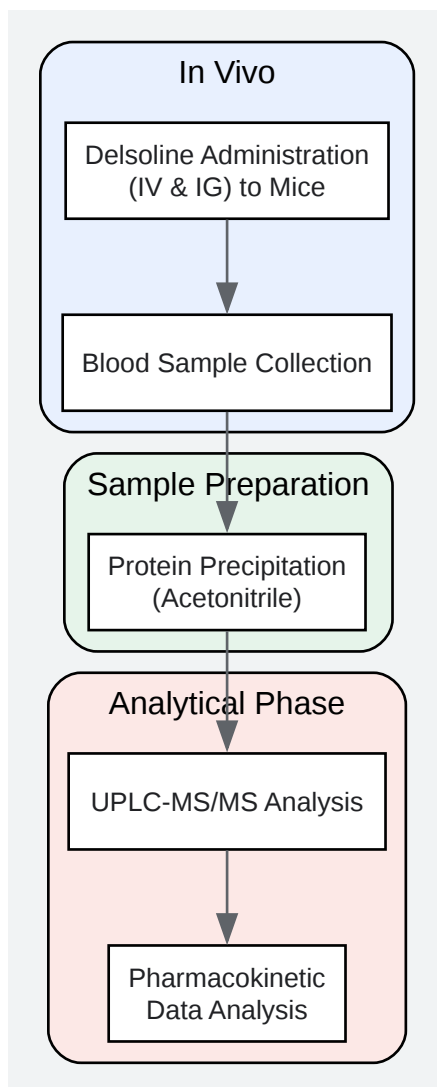 In Vivo
Delsoline Administration
(IV & IG) to Mice
Blood Sample Collection
Sample Preparation
Protein Precipitation
(Acetonitrile)
Analytical Phase
UPLC-MS/MS Analysis
Pharmacokinetic
Data Analysis